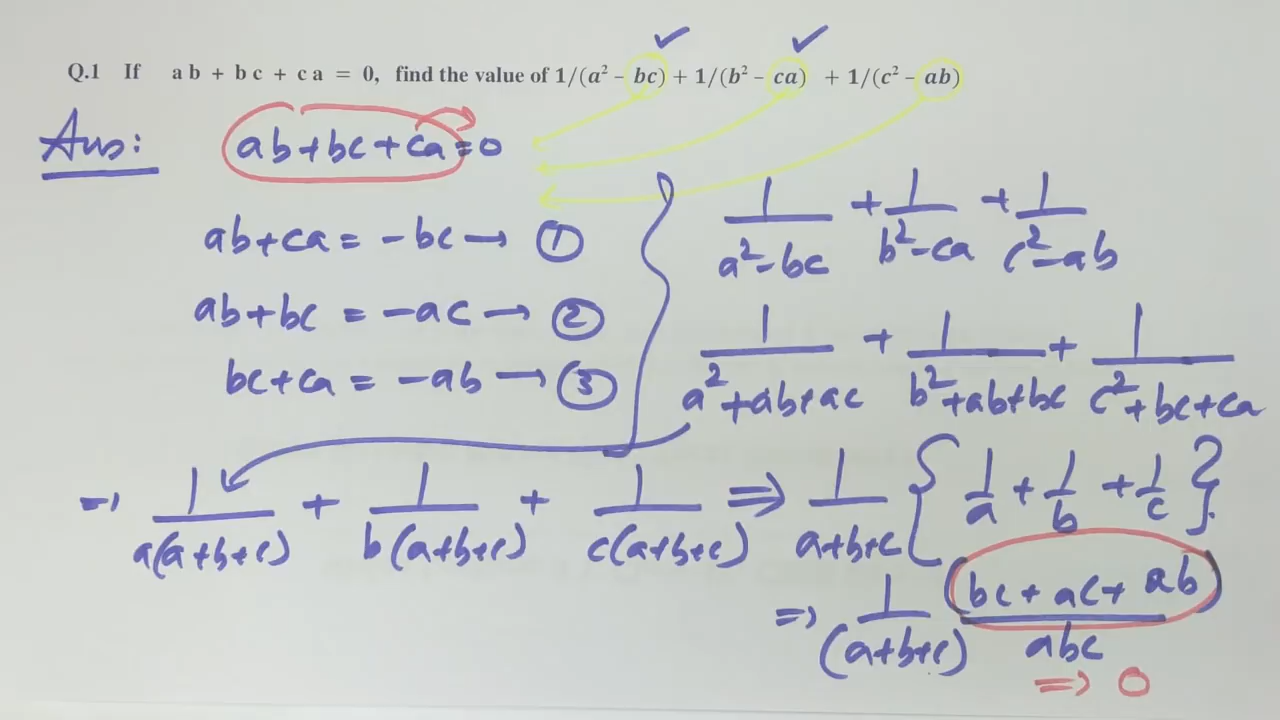 Q.1 If ab + bc + ca = 0, find the value of 1/(a² – bc) + 1/(b² – ca) + 1/(c² – ab)
Ans: ab+bc+ca=0
ab+ca = -bc → ①
ab+bc = -ac → ②
bc+ca = -ab → ③
1/(a²-bc) + 1/(b²-ca) + 1/(c²-ab)
1/(a²+ab+ac) + 1/(b²+ab+bc) + 1/(c²+bc+ca)
⇒ 1/a(a+b+c) + 1/b(a+b+c) + 1/c(a+b+c) ⇒ 1/(a+b+c) { 1/a + 1/b + 1/c }
⇒ 1/(a+b+c) (bc+ac+ab)/abc
⇒ 0